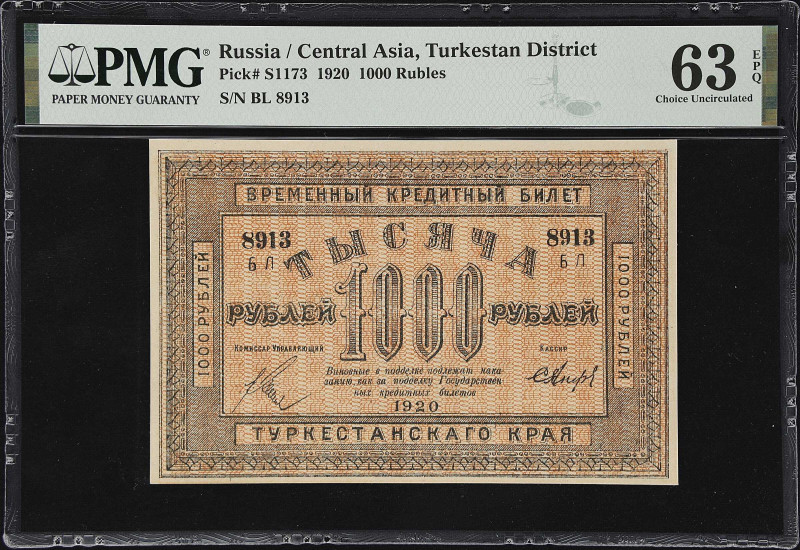 PMG®
PAPER MONEY GUARANTY
Russia / Central Asia, Turkestan District
Pick# S1173 1920 1000 Rubles
S/N BL 8913
63 EPQ
Choice Uncirculated
ВРЕМЕННЫЙ КРЕДИТНЫЙ БИЛЕТ
8913 8913
БЛ БЛ
ТЫСЯЧА
РУБЛЕЙ 1000 РУБЛЕЙ
1000 РУБЛЕЙ
1000 РУБЛЕЙ
Комиссар Управляющий Кассир
Виновные в подделке подлежат нака-
занию, как за подделку Государствен-
ных кредитных билетов
1920
ТУРКЕСТАНСКАГО КРАЯ